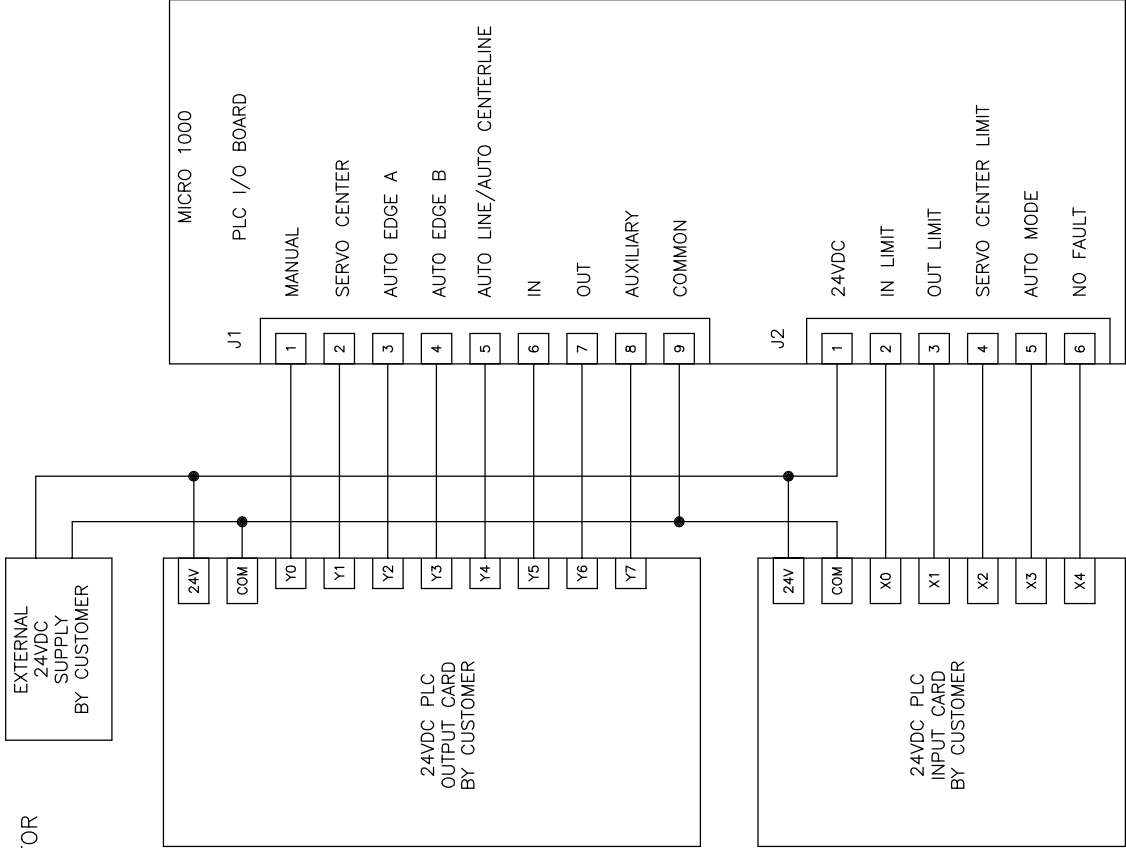 MICRO 1000
PLC I/O BOARD
J1
1 MANUAL
2 SERVO CENTER
3 AUTO EDGE A
4 AUTO EDGE B
5 AUTO LINE/AUTO CENTERLINE
6 IN
7 OUT
8 AUXILIARY
9 COMMON
J2
1 24VDC
2 IN LIMIT
3 OUT LIMIT
4 SERVO CENTER LIMIT
5 AUTO MODE
6 NO FAULT
EXTERNAL
24VDC
SUPPLY
BY CUSTOMER
24V
COM
Y0
Y1
Y2
Y3
Y4
Y5
Y6
Y7
24VDC PLC
OUTPUT CARD
BY CUSTOMER
24V
COM
X0
X1
X2
X3
X4
24VDC PLC
INPUT CARD
BY CUSTOMER
TOR